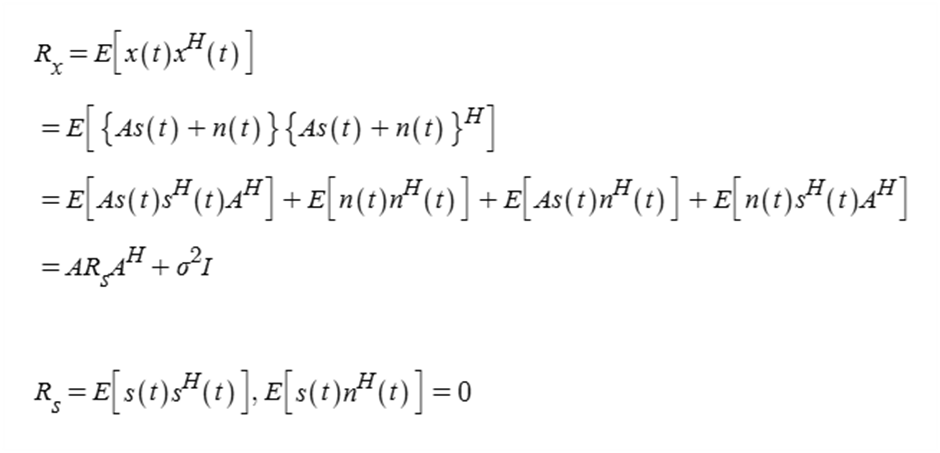 R_x = E[x(t)x^H(t)]
= E[{As(t) + n(t)}{As(t) + n(t)}^H]
= E[As(t)s^H(t)A^H] + E[n(t)n^H(t)] + E[As(t)n^H(t)] + E[n(t)s^H(t)A^H]
= AR_sA^H + σ^2I
R_s = E[s(t)s^H(t)], E[s(t)n^H(t)] = 0